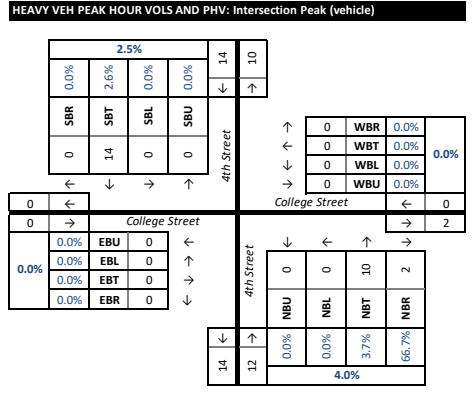 HEAVY VEH PEAK HOUR VOLS AND PHV: Intersection Peak (vehicle)
2.5%
14 10
0.0% 2.6% 0.0% 0.0%
↓ ↑
SBR SBT SBL SBU
4th Street
0 14 0 0
← ↓ → ↑
↑ 0 WBR 0.0%
← 0 WBT 0.0%
0.0%
↓ 0 WBL 0.0%
→ 0 WBU 0.0%
0 ←
College Street
← 0
0 →
College Street
→ 2
0.0% EBU 0 ←
0.0% EBL 0 ↑
0.0%
0.0% EBT 0 →
0.0% EBR 0 ↓
4th Street
↓ ← ↑ →
0 0 10 2
NBU NBL NBT NBR
↓ ↑
14 12
0.0% 0.0% 3.7% 66.7%
4.0%